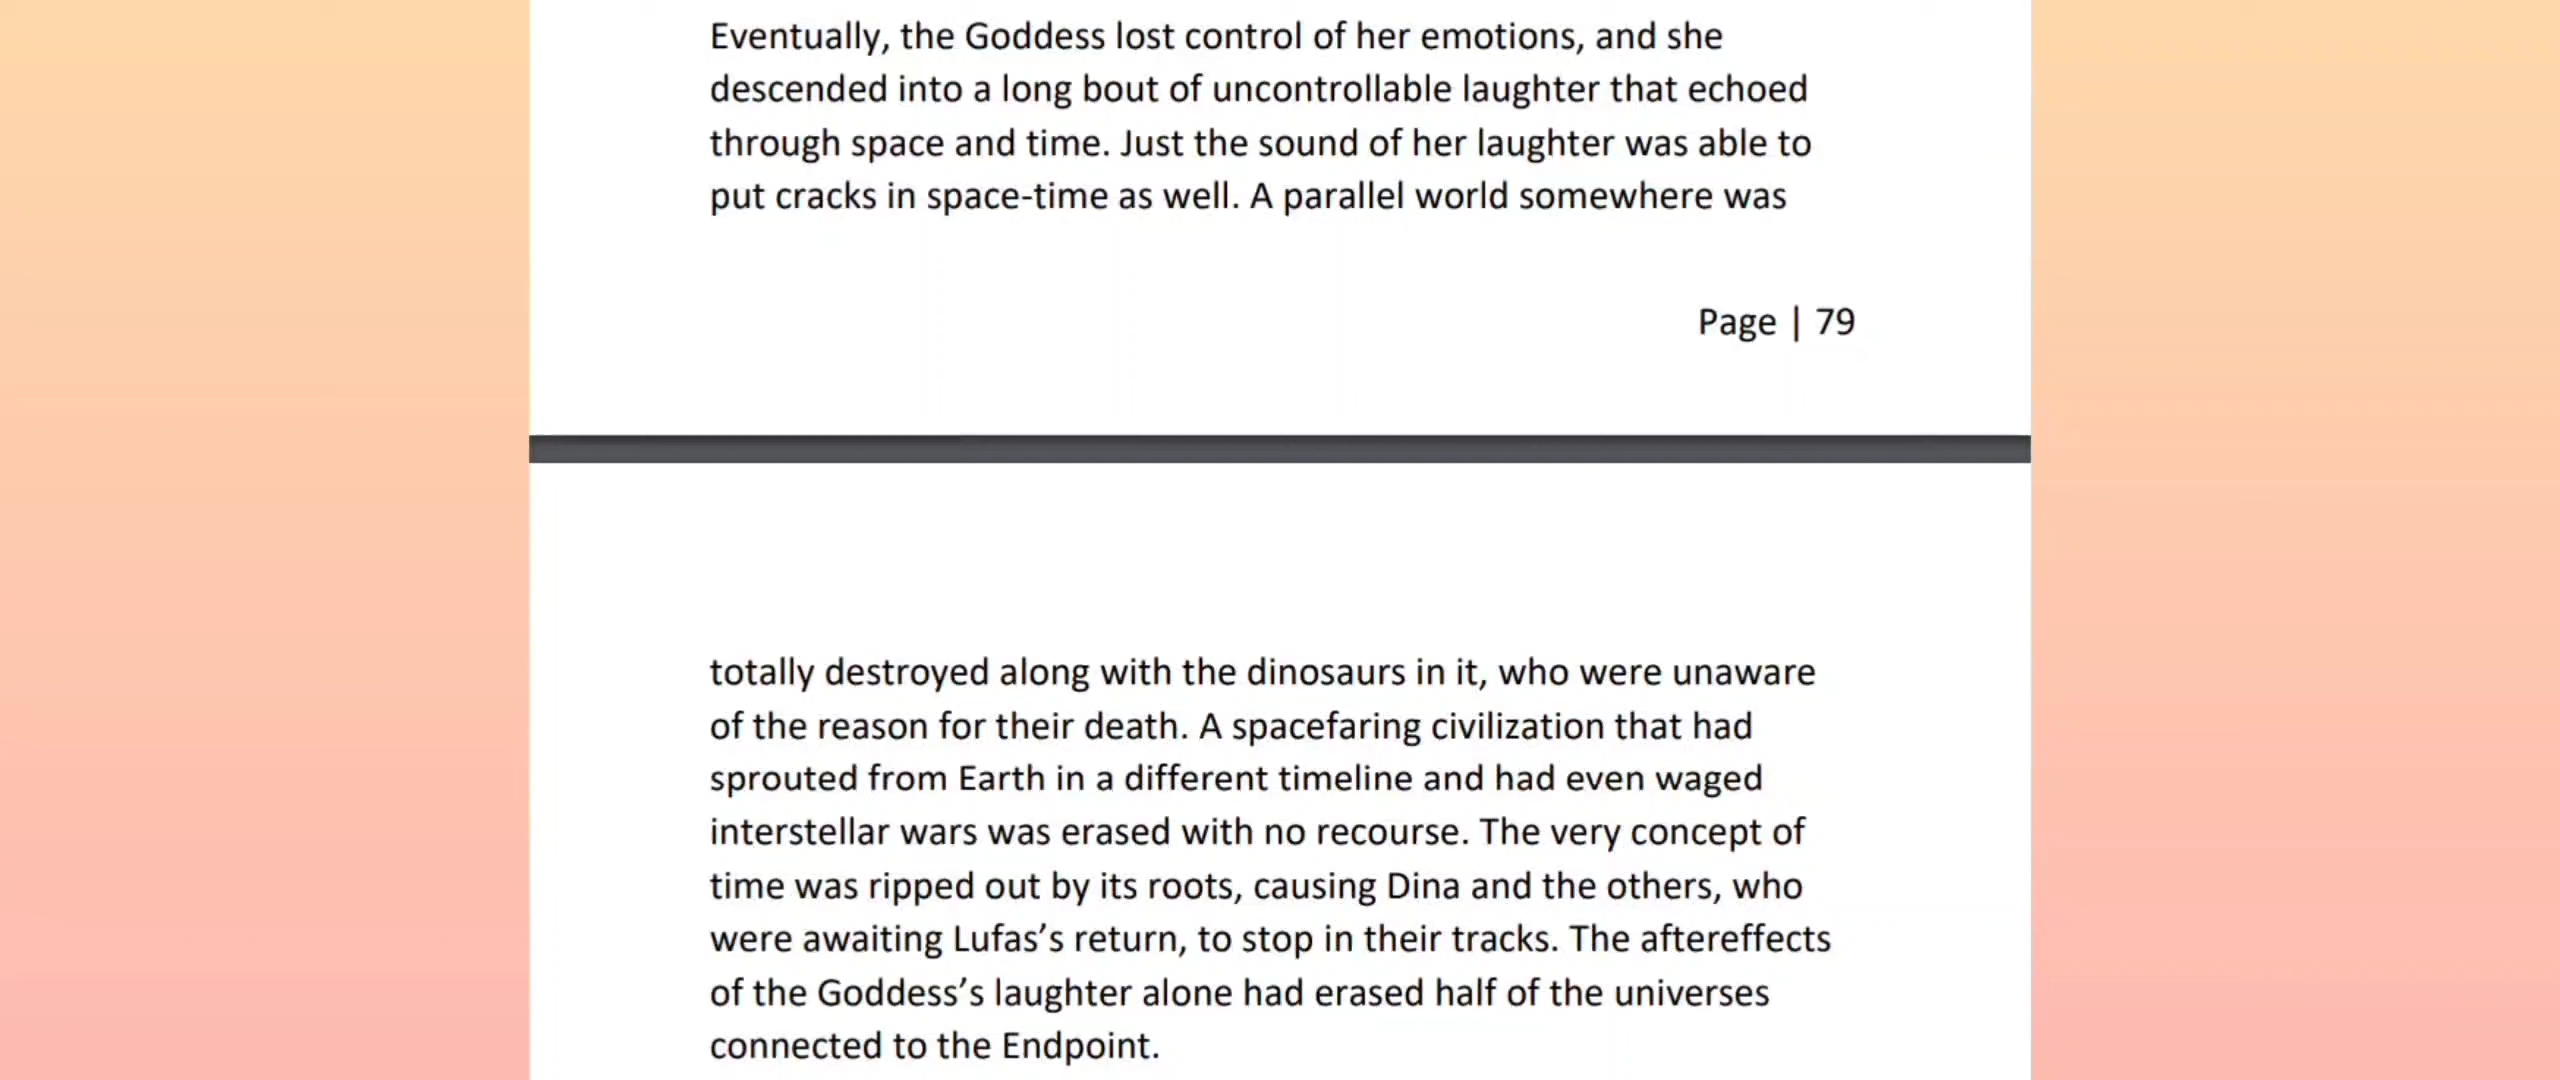 Eventually, the Goddess lost control of her emotions, and she
descended into a long bout of uncontrollable laughter that echoed
through space and time. Just the sound of her laughter was able to
put cracks in space-time as well. A parallel world somewhere was
Page | 79
totally destroyed along with the dinosaurs in it, who were unaware
of the reason for their death. A spacefaring civilization that had
sprouted from Earth in a different timeline and had even waged
interstellar wars was erased with no recourse. The very concept of
time was ripped out by its roots, causing Dina and the others, who
were awaiting Lufas’s return, to stop in their tracks. The aftereffects
of the Goddess’s laughter alone had erased half of the universes
connected to the Endpoint.